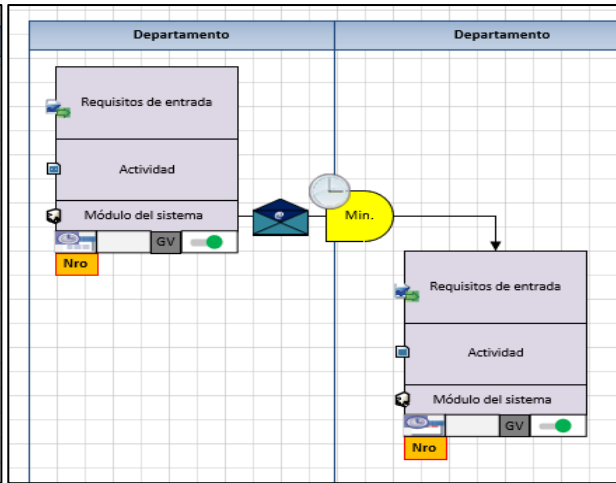 Departamento
Departamento
Requisitos de entrada
Actividad
Módulo del sistema
GV
Nro
Min.
Requisitos de entrada
Actividad
Módulo del sistema
GV
Nro